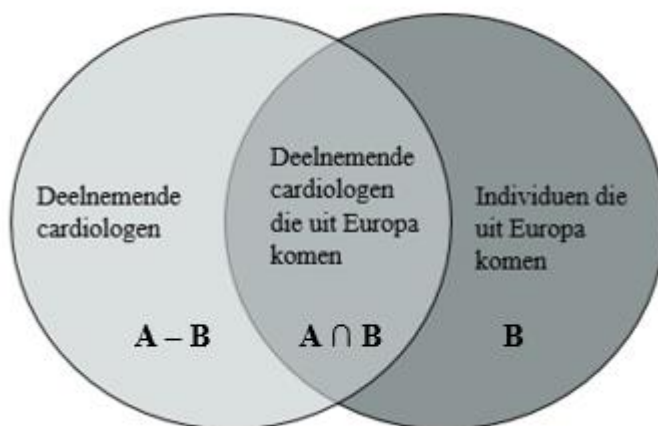 Deelnemende
cardiologen
Deelnemende
cardiologen
die uit Europa
komen
Individuen die
uit Europa
komen
A – B
A ∩ B
B